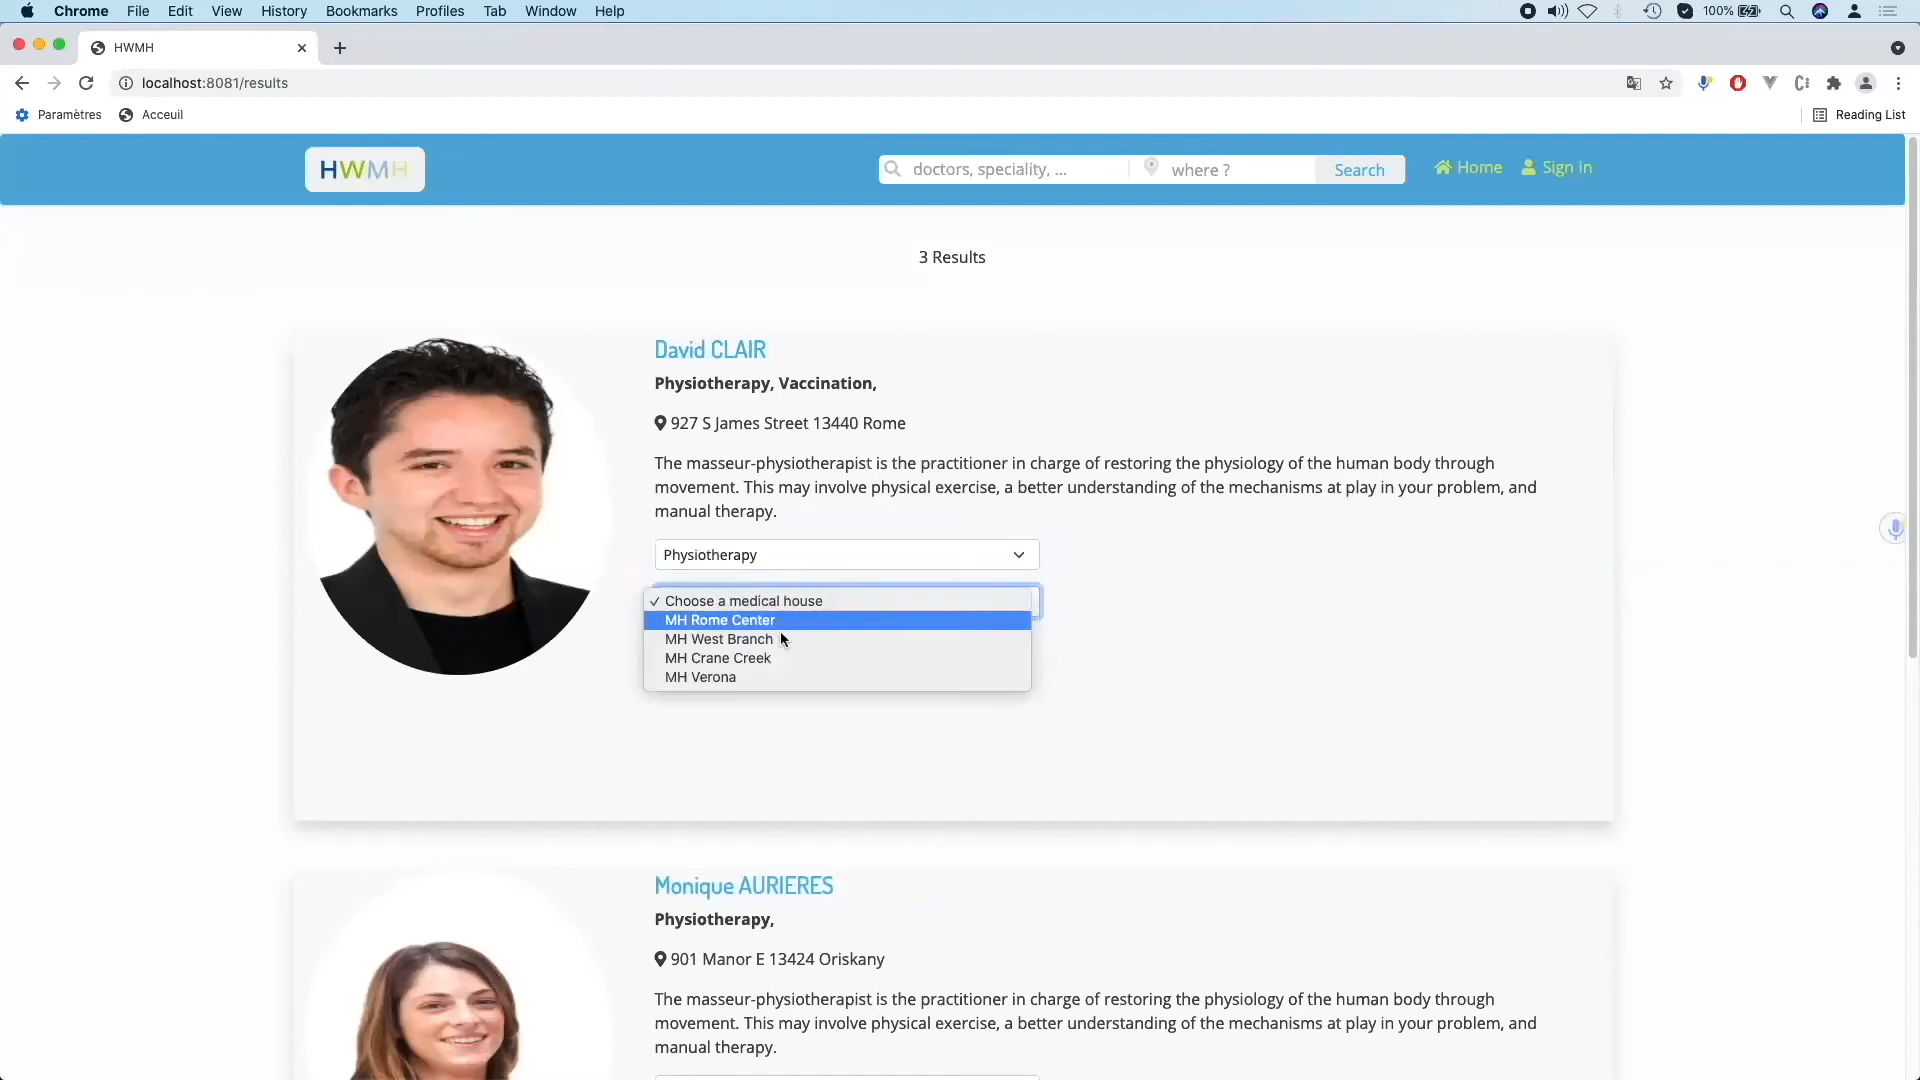 Chrome File Edit View History Bookmarks Profiles Tab Window Help 100%
HWMH
localhost:8081/results
Paramètres Acceuil Reading List
HWMH doctors, speciality, ... where ? Search Home Sign In
3 Results
David CLAIR
Physiotherapy, Vaccination,
927 S James Street 13440 Rome
The masseur-physiotherapist is the practitioner in charge of restoring the physiology of the human body through
movement. This may involve physical exercise, a better understanding of the mechanisms at play in your problem, and
manual therapy.
Physiotherapy
✓ Choose a medical house
MH Rome Center
MH West Branch
MH Crane Creek
MH Verona
Monique AURIERES
Physiotherapy,
901 Manor E 13424 Oriskany
The masseur-physiotherapist is the practitioner in charge of restoring the physiology of the human body through
movement. This may involve physical exercise, a better understanding of the mechanisms at play in your problem, and
manual therapy.